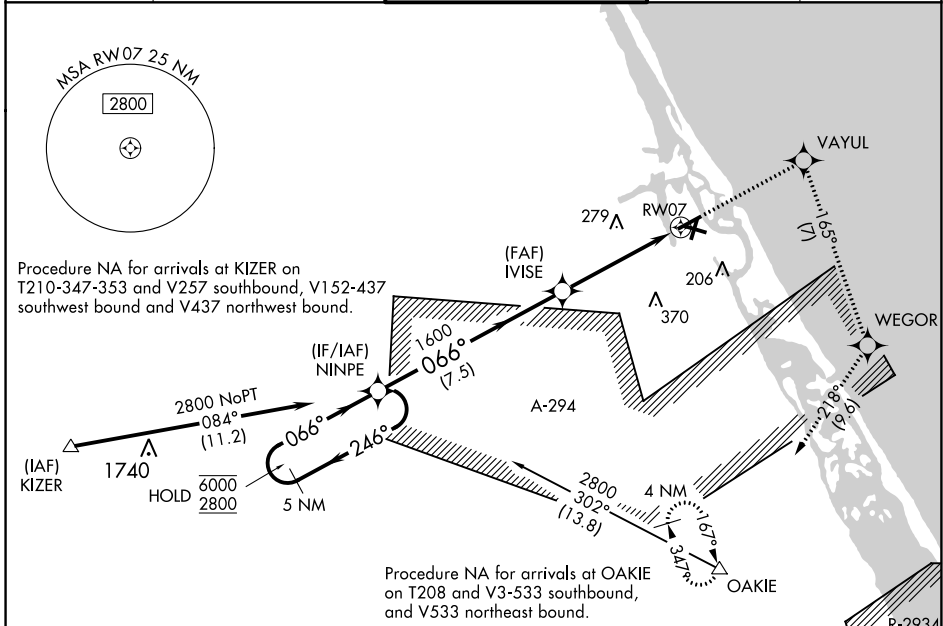 MSA RW07 25 NM
2800
VAYUL
RW07
279
165°
(7)
(FAF)
IVISE
206
Procedure NA for arrivals at KIZER on
T210-347-353 and V257 southbound, V152-437
southwest bound and V437 northwest bound.
370
WEGOR
(IF/IAF)
NINPE
1600
066°
(7.5)
2800 NoPT
084°
(11.2)
A-294
218°
(9.6)
066°
246°
(IAF)
KIZER
1740
HOLD
6000
2800
5 NM
2800
302°
(13.8)
4 NM
167°
347°
OAKIE
Procedure NA for arrivals at OAKIE
on T208 and V3-533 southbound,
and V533 northeast bound.
R-2934